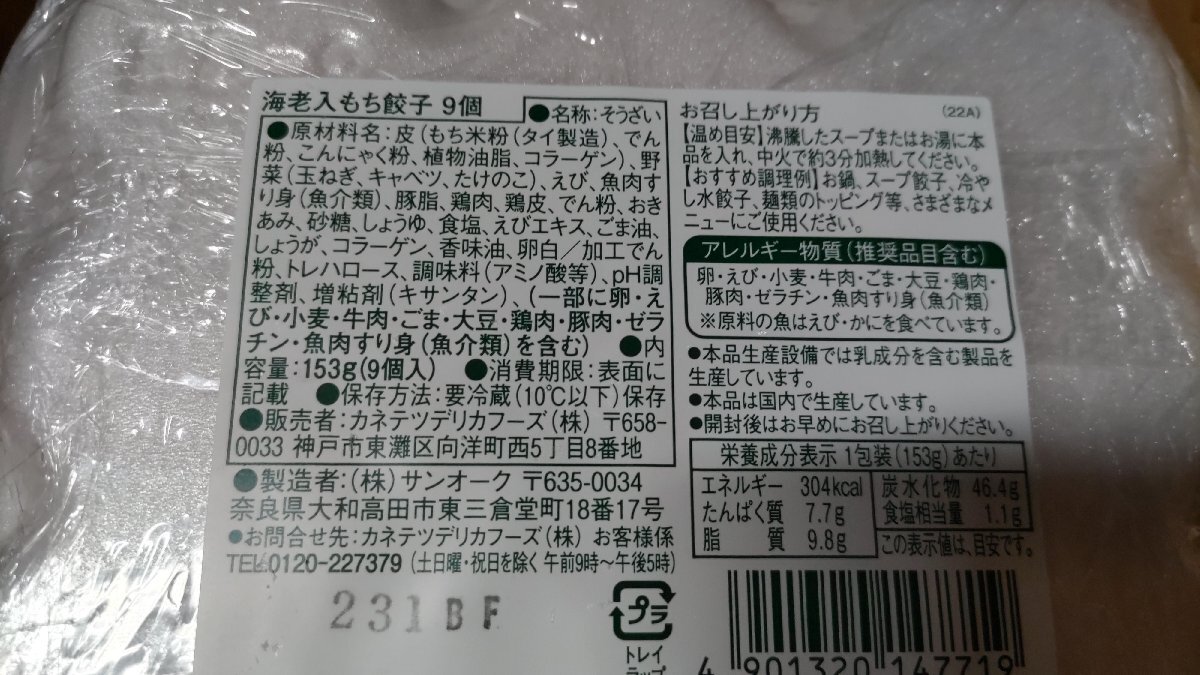 海老入もち餃子 9個
●名称:そうざい
●原材料名:皮(もち米粉(タイ製造)、でん
粉、こんにゃく粉、植物油脂、コラーゲン)、野
菜(玉ねぎ、キャベツ、たけのこ)、えび、魚肉す
り身(魚介類)、豚脂、鶏肉、鶏皮、でん粉、おき
あみ、砂糖、しょうゆ、食塩、えびエキス、ごま油、
しょうが、コラーゲン、香味油、卵白/加工でん
粉、トレハロース、調味料(アミノ酸等)、pH調
整剤、増粘剤(キサンタン)、(一部に卵・え
び・小麦・牛肉・ごま・大豆・鶏肉・豚肉・ゼラ
チン・魚肉すり身(魚介類)を含む) ●内
容量:153g(9個入) ●消費期限:表面に
記載 ●保存方法:要冷蔵(10℃以下)保存
●販売者:カネテツデリカフーズ(株) 〒658-
0033 神戸市東灘区向洋町西5丁目8番地
●製造者:(株)サンオーク 〒635-0034
奈良県大和高田市東三倉堂町18番17号
●お問合せ先:カネテツデリカフーズ(株) お客様係
TEL0120-227379 (土日曜・祝日を除く 午前9時〜午後5時)
231BF
プラ
トレイ
ラップ
お召し上がり方 (22A)
【温め目安】沸騰したスープまたはお湯に本
品を入れ、中火で約3分加熱してください。
【おすすめ調理例】お鍋、スープ餃子、冷や
し水餃子、麺類のトッピング等、さまざまなメ
ニューにご使用ください。
アレルギー物質(推奨品目含む)
卵・えび・小麦・牛肉・ごま・大豆・鶏肉・
豚肉・ゼラチン・魚肉すり身(魚介類)
※原料の魚はえび・かにを食べています。
●本品生産設備では乳成分を含む製品を
生産しています。
●本品は国内で生産しています。
●開封後はお早めにお召し上がりください。
栄養成分表示 1包装(153g)あたり
エネルギー 304kcal 炭水化物 46.4g
たんぱく質 7.7g 食塩相当量 1.1g
脂質 9.8g この表示値は、目安です。
4 901320 147719